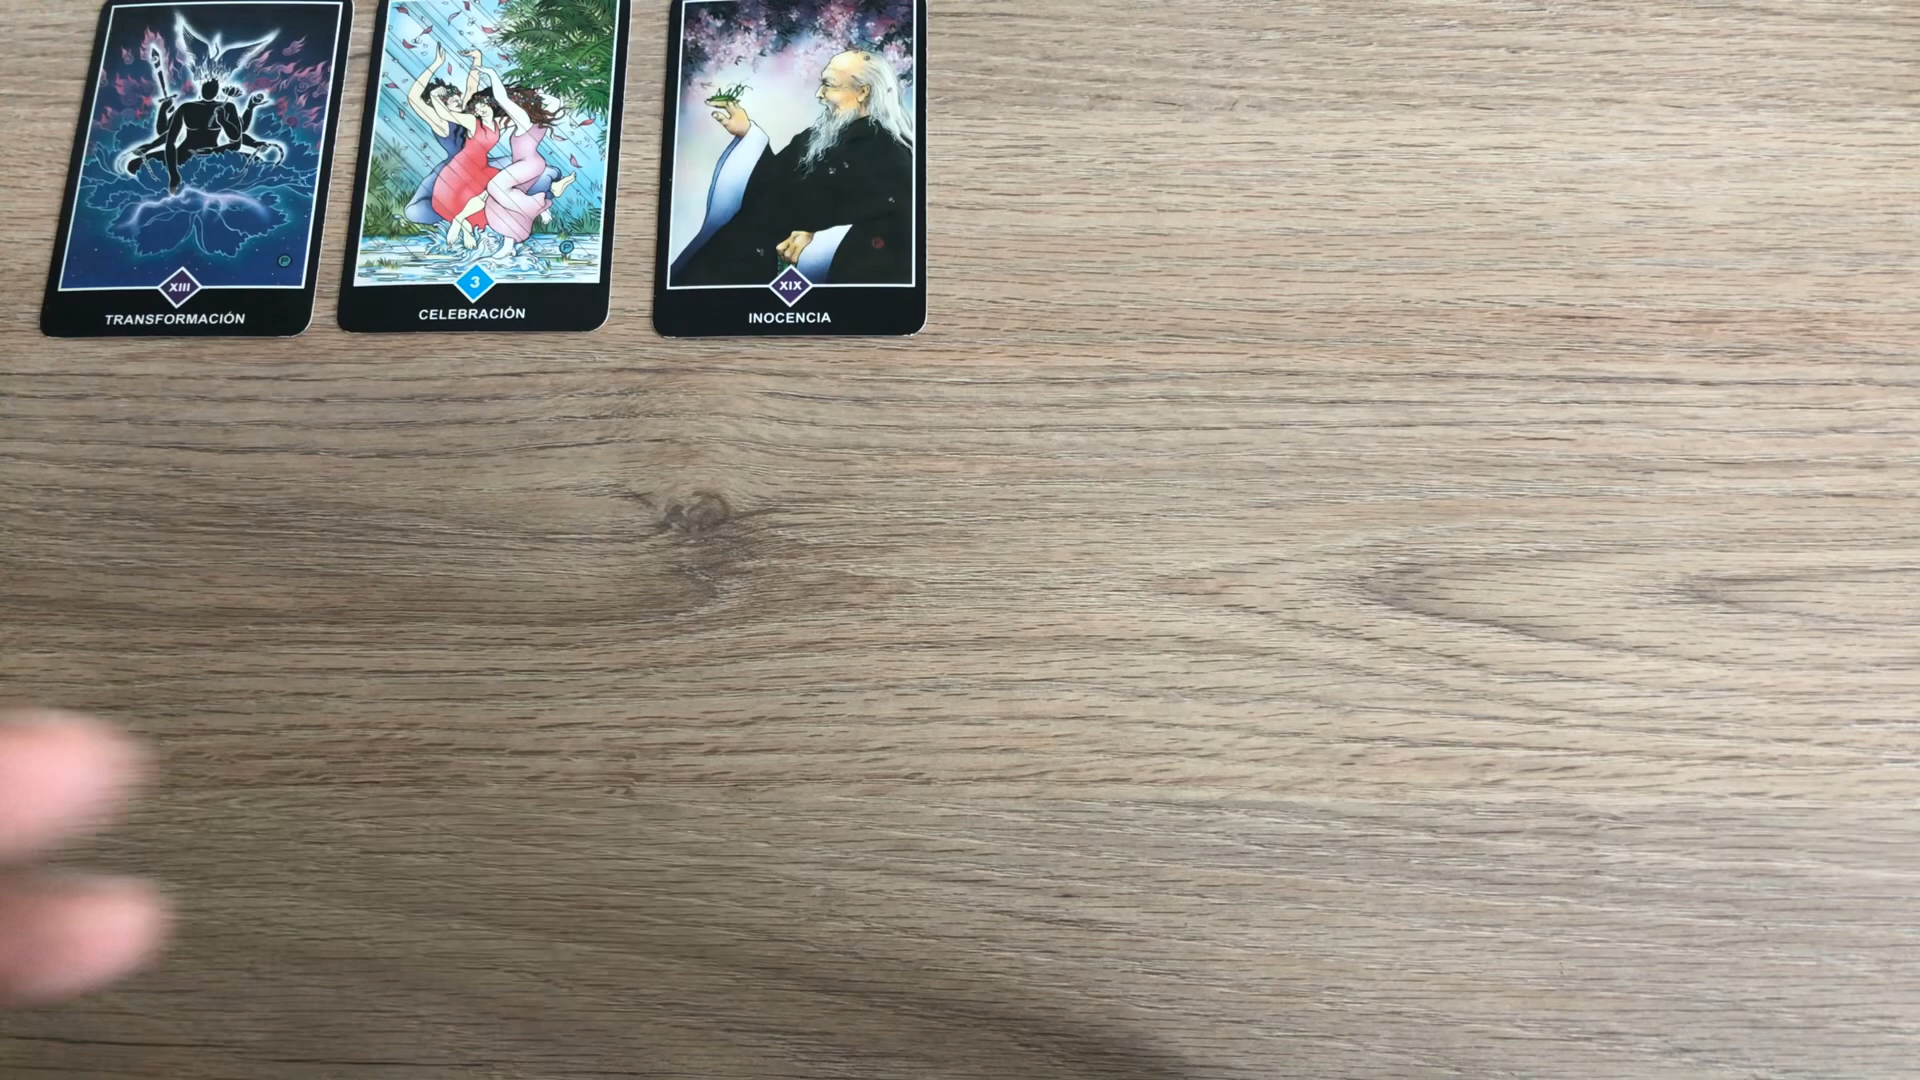 XIII
TRANSFORMACIÓN
3
CELEBRACIÓN
XIX
INOCENCIA